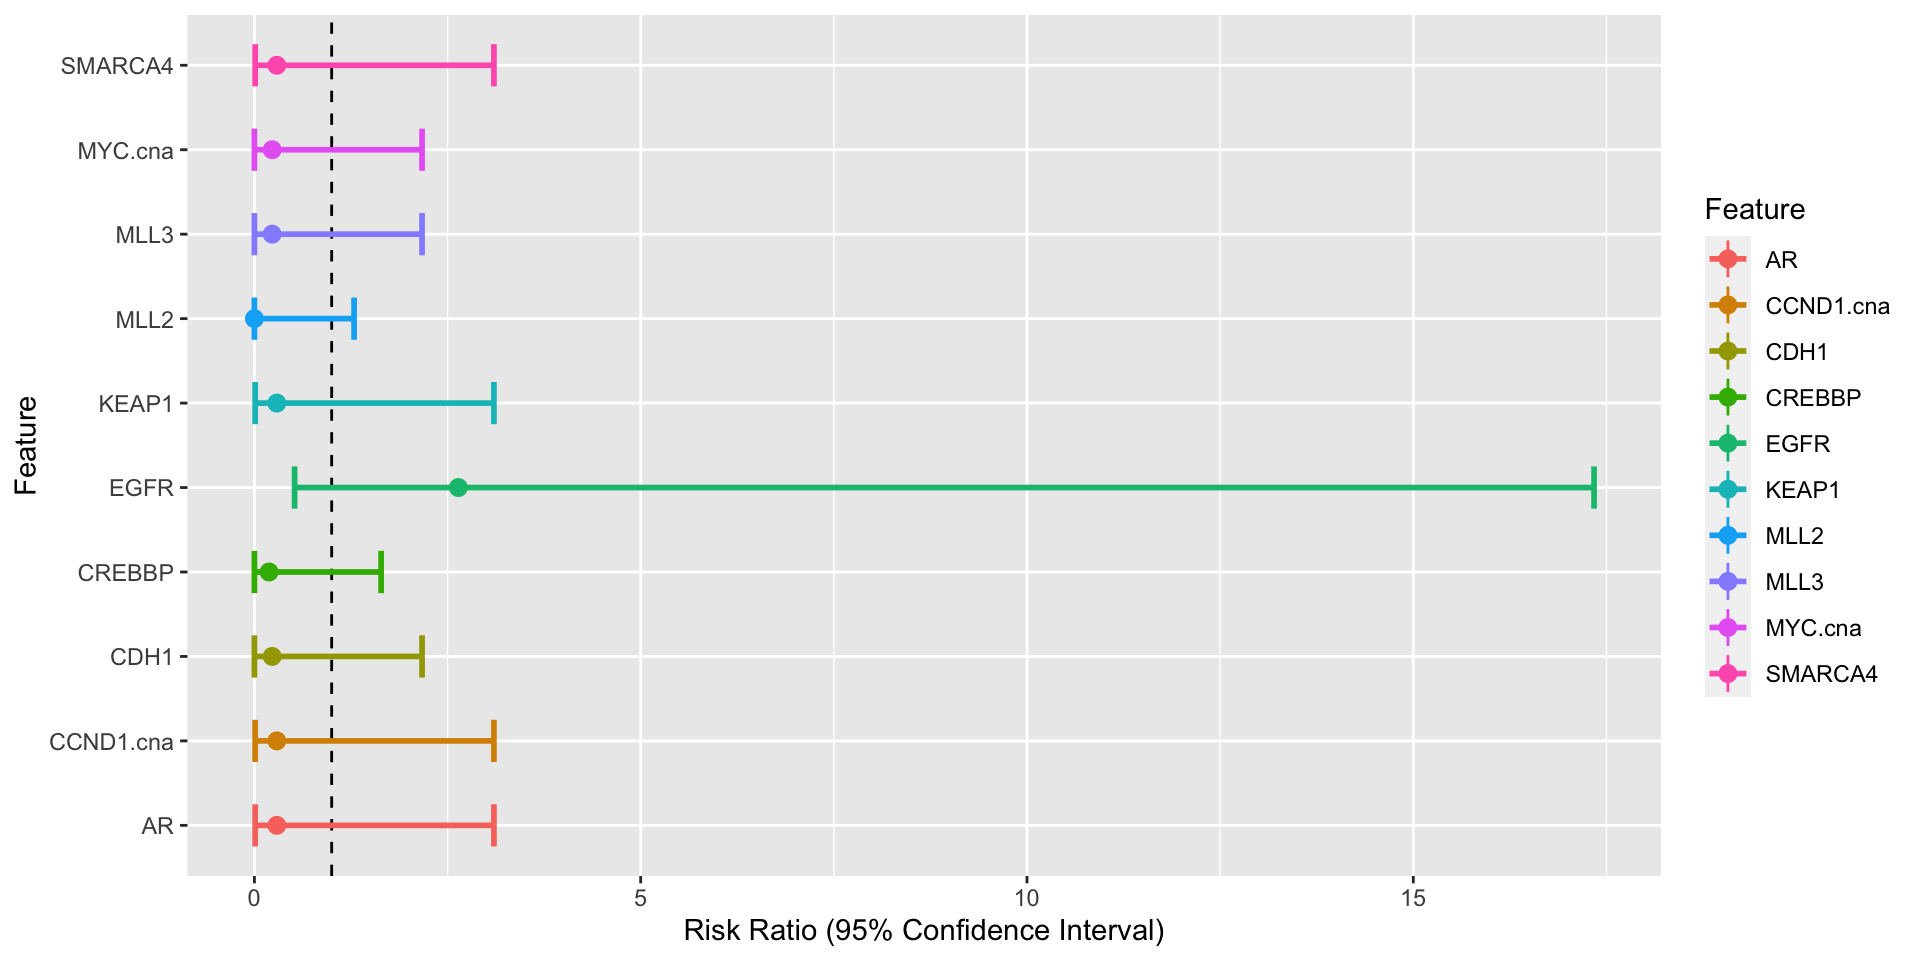 SMARCA4
MYC.cna
MLL3
MLL2
KEAP1
EGFR
CREBBP
CDH1
CCND1.cna
AR
Feature
0 5 10 15
Risk Ratio (95% Confidence Interval)
Feature
AR
CCND1.cna
CDH1
CREBBP
EGFR
KEAP1
MLL2
MLL3
MYC.cna
SMARCA4